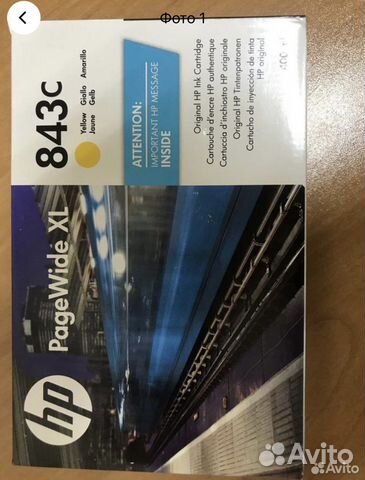 Фото 1
hp
PageWide XL
843C
Yellow Giallo Amarillo
Jaune Gelb
ATTENTION:
IMPORTANT HP MESSAGE
INSIDE
Original HP Ink Cartridge
Cartouche d'encre HP authentique
Cartuccia d'inchiostro HP originale
Original HP Tintenpatronen
Cartucho de inyección de tinta
HP original
400
Avito